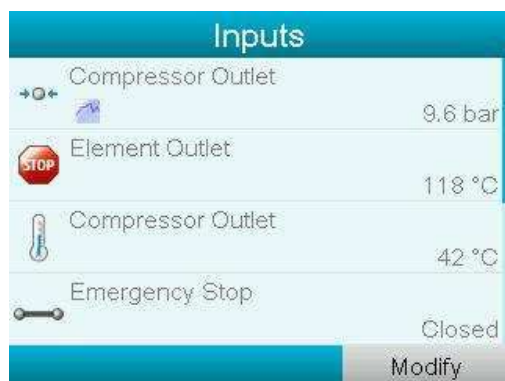 Inputs
Compressor Outlet
9.6 bar
STOP
Element Outlet
118 °C
Compressor Outlet
42 °C
Emergency Stop
Closed
Modify